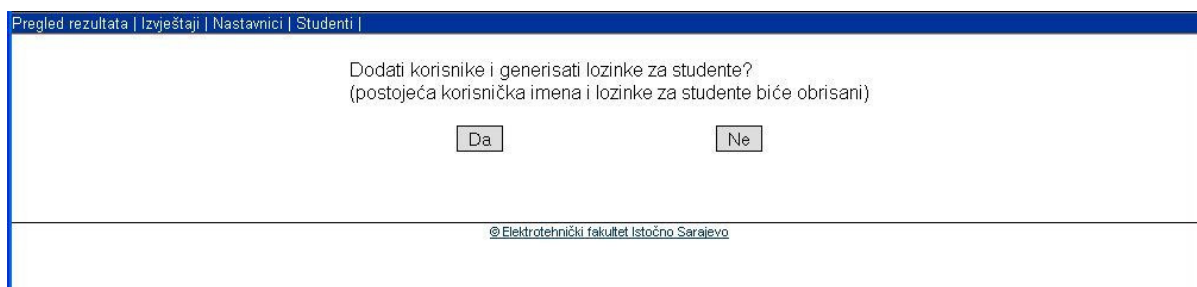 Pregled rezultata | Izvještaji | Nastavnici | Studenti |
Dodati korisnike i generisati lozinke za studente?
(postojeća korisnička imena i lozinke za studente biće obrisani)
Da Ne
© Elektrotehnički fakultet Istočno Sarajevo